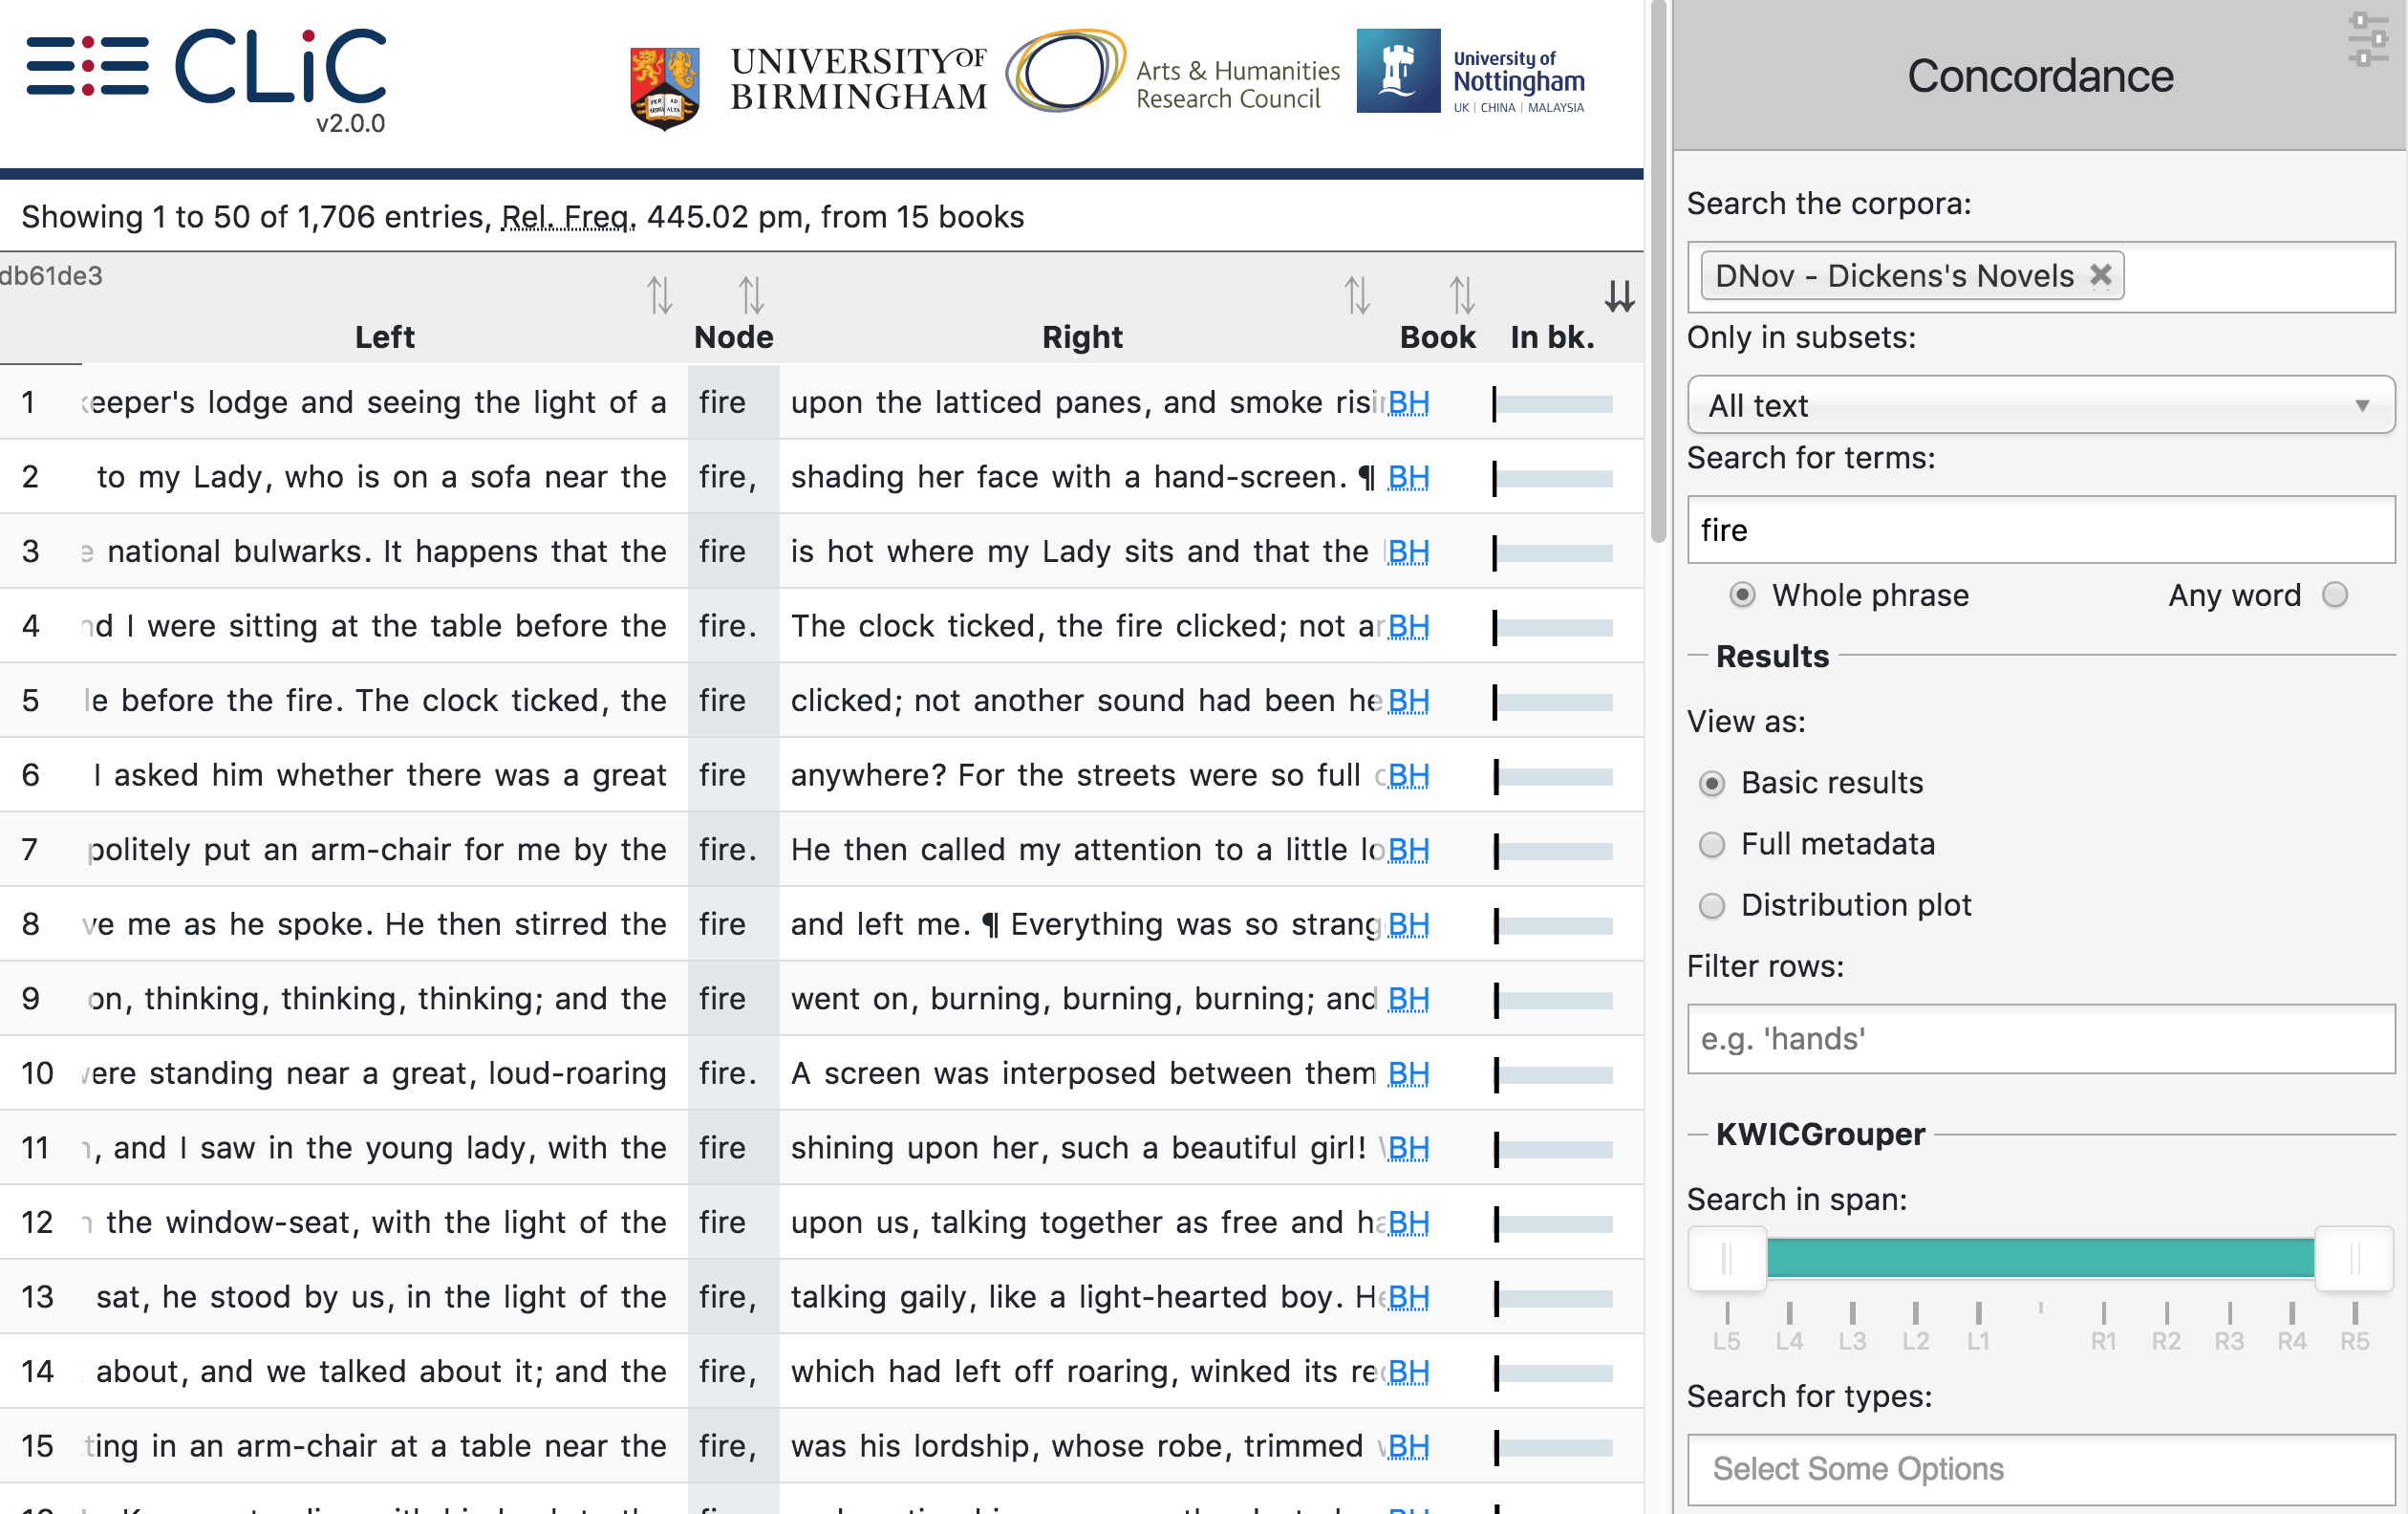 CLiC
v2.0.0
PER AD
ARDUA ALTA
UNIVERSITY OF
BIRMINGHAM
Arts & Humanities
Research Council
University of
Nottingham
UK | CHINA | MALAYSIA
Showing 1 to 50 of 1,706 entries, Rel. Freq. 445.02 pm, from 15 books
db61de3
Left Node Right Book In bk.
1 keeper's lodge and seeing the light of a fire upon the latticed panes, and smoke risin BH
2 to my Lady, who is on a sofa near the fire, shading her face with a hand-screen. ¶ BH
3 e national bulwarks. It happens that the fire is hot where my Lady sits and that the BH
4 nd I were sitting at the table before the fire. The clock ticked, the fire clicked; not an BH
5 le before the fire. The clock ticked, the fire clicked; not another sound had been he BH
6 I asked him whether there was a great fire anywhere? For the streets were so full o BH
7 politely put an arm-chair for me by the fire. He then called my attention to a little lo BH
8 ve me as he spoke. He then stirred the fire and left me. ¶ Everything was so strang BH
9 on, thinking, thinking, thinking; and the fire went on, burning, burning, burning; and BH
10 were standing near a great, loud-roaring fire. A screen was interposed between them BH
11 n, and I saw in the young lady, with the fire shining upon her, such a beautiful girl! BH
12 n the window-seat, with the light of the fire upon us, talking together as free and ha BH
13 sat, he stood by us, in the light of the fire, talking gaily, like a light-hearted boy. He BH
14 about, and we talked about it; and the fire, which had left off roaring, winked its red BH
15 tting in an arm-chair at a table near the fire, was his lordship, whose robe, trimmed w BH
Concordance
Search the corpora:
DNov - Dickens's Novels
Only in subsets:
All text
Search for terms:
fire
Whole phrase Any word
Results
View as:
Basic results
Full metadata
Distribution plot
Filter rows:
e.g. 'hands'
KWICGrouper
Search in span:
L5 L4 L3 L2 L1 R1 R2 R3 R4 R5
Search for types:
Select Some Options